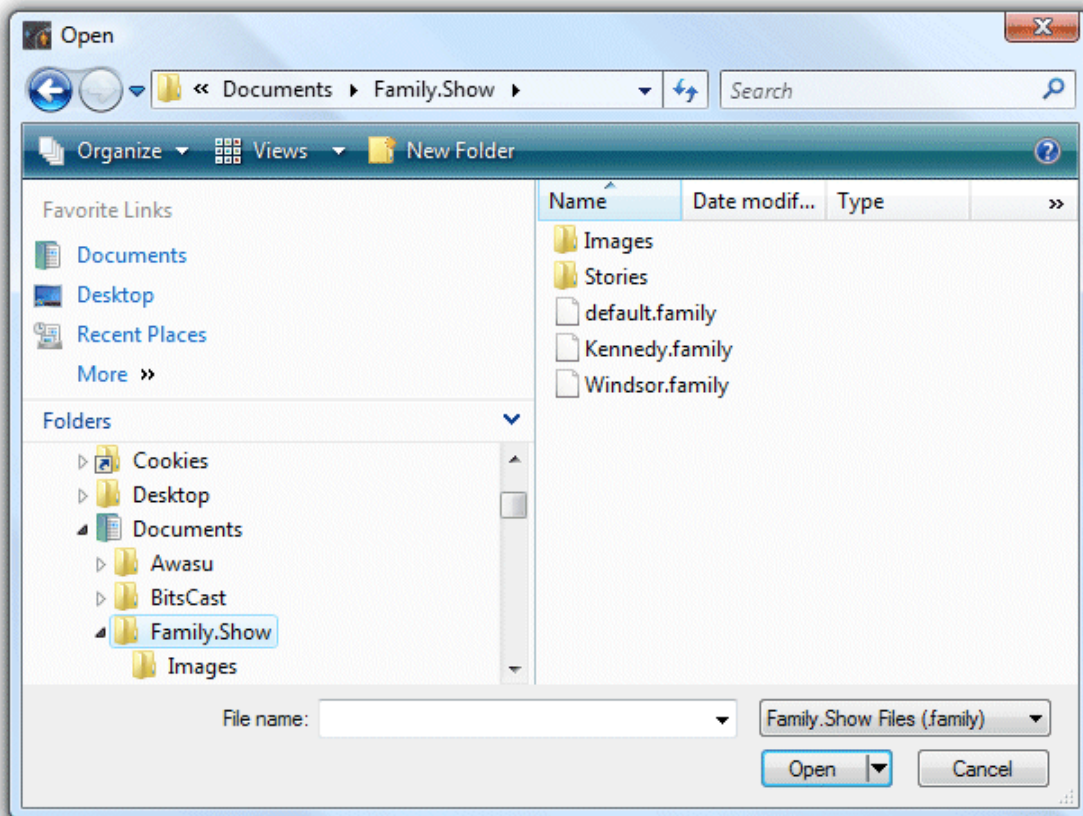 Open
« Documents Family.Show
Search
Organize Views New Folder
Favorite Links
Documents
Desktop
Recent Places
More »
Folders
Cookies
Desktop
Documents
Awasu
BitsCast
Family.Show
Images
Name Date modif... Type »
Images
Stories
default.family
Kennedy.family
Windsor.family
File name:
Family.Show Files (.family)
Open Cancel